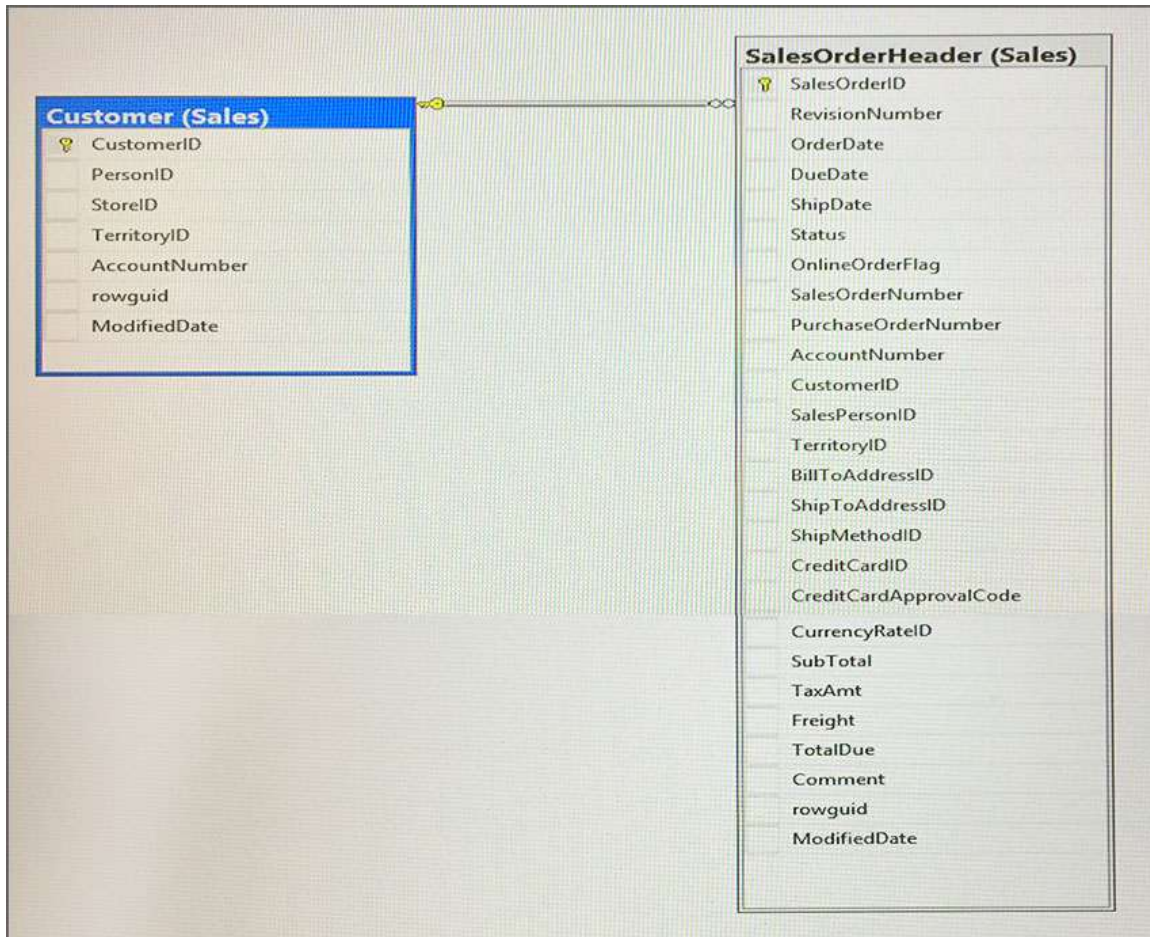 Customer (Sales)
CustomerID
PersonID
StoreID
TerritoryID
AccountNumber
rowguid
ModifiedDate
SalesOrderHeader (Sales)
SalesOrderID
RevisionNumber
OrderDate
DueDate
ShipDate
Status
OnlineOrderFlag
SalesOrderNumber
PurchaseOrderNumber
AccountNumber
CustomerID
SalesPersonID
TerritoryID
BillToAddressID
ShipToAddressID
ShipMethodID
CreditCardID
CreditCardApprovalCode
CurrencyRateID
SubTotal
TaxAmt
Freight
TotalDue
Comment
rowguid
ModifiedDate